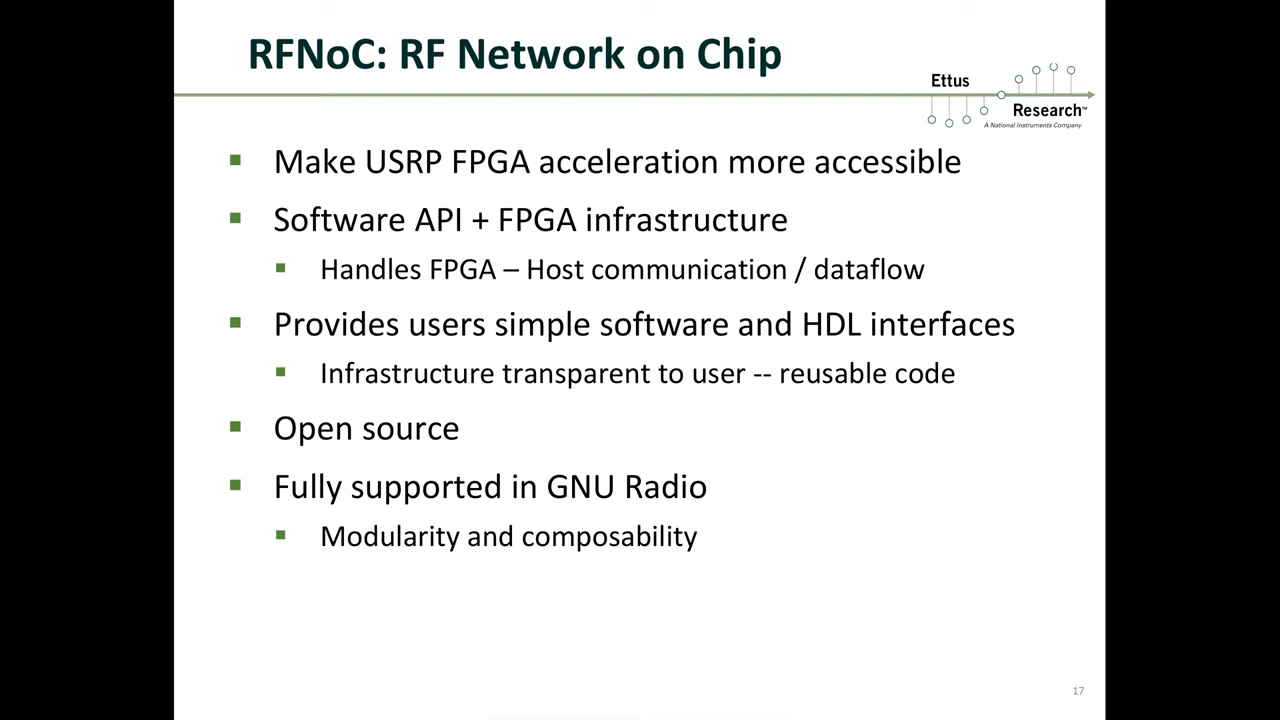 RFNoC: RF Network on Chip
Ettus
Research™
A National Instruments Company
Make USRP FPGA acceleration more accessible
Software API + FPGA infrastructure
Handles FPGA – Host communication / dataflow
Provides users simple software and HDL interfaces
Infrastructure transparent to user -- reusable code
Open source
Fully supported in GNU Radio
Modularity and composability
17